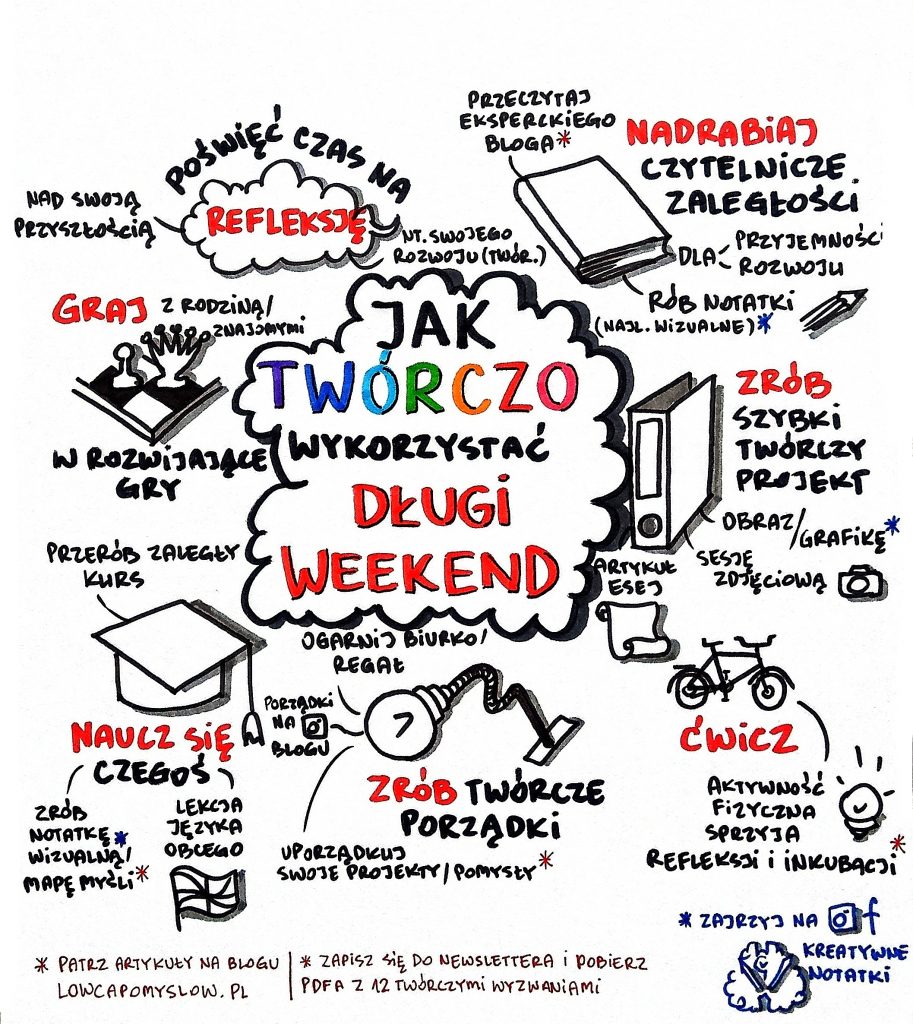 POŚWIĘĆ CZAS NA
REFLEKSJĘ
NAD SWOJĄ
PRZYSZŁOŚCIĄ
NT. SWOJEGO
ROZWOJU (TWÓR.)
PRZECZYTAJ
EKSPERCKIEGO
BLOGA*
NADRABIAJ
CZYTELNICZE
ZALEGŁOŚCI
DLA
PRZYJEMNOŚCI
ROZWOJU
RÓB NOTATKI
(NAJL. WIZUALNE)*
GRAJ Z RODZINĄ/
ZNAJOMYMI
W ROZWIJAJĄCE
GRY
JAK
TWÓRCZO
WYKORZYSTAĆ
DŁUGI
WEEKEND
ZRÓB
SZYBKI
TWÓRCZY
PROJEKT
OBRAZ/
GRAFIKĘ*
SESJĘ
ZDJĘCIOWĄ
ARTYKUŁ
ESEJ
PRZERÓB ZALEGŁY
KURS
NAUCZ SIĘ
CZEGOŚ
ZRÓB
NOTATKĘ*
WIZUALNĄ/
MAPĘ MYŚLI*
LEKCJA
JĘZYKA
OBCEGO
OGARNIJ BIURKO/
REGAŁ
PORZĄDKI
NA
BLOGU
ZRÓB TWÓRCZE
PORZĄDKI
UPORZĄDKUJ
SWOJE PROJEKTY/POMYSŁY*
ĆWICZ
AKTYWNOŚĆ
FIZYCZNA
SPRZYJA
REFLEKSJI I INKUBACJI*
* ZAJRZYJ NA f
KREATYWNE
NOTATKI
* PATRZ ARTYKUŁY NA BLOGU
LOWCAPOMYSLOW.PL
* ZAPISZ SIĘ DO NEWSLETTERA I POBIERZ
PDFA Z 12 TWÓRCZYMI WYZWANIAMI